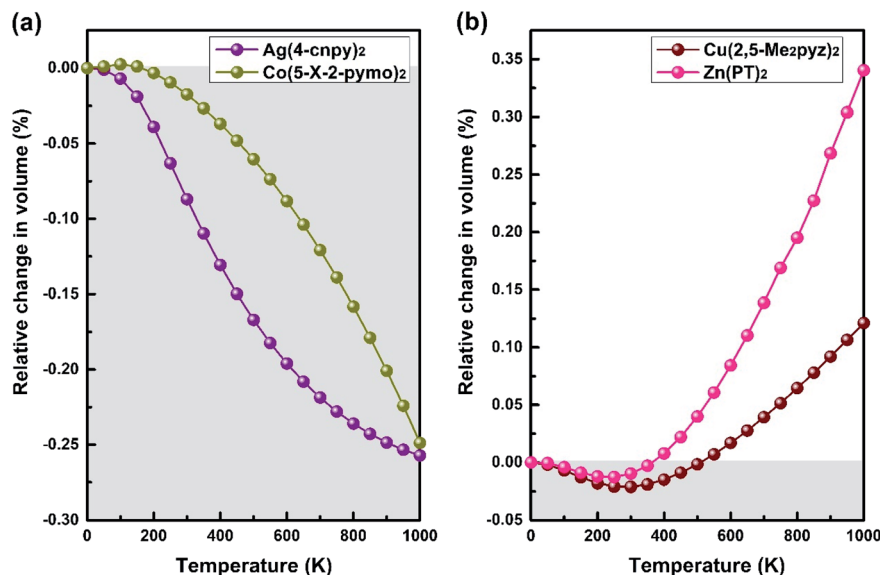 (a)
Ag(4-cnpy)₂
Co(5-X-2-pymo)₂
0.00
-0.05
-0.10
-0.15
-0.20
-0.25
-0.30
Relative change in volume (%)
0 200 400 600 800 1000
Temperature (K)
(b)
Cu(2,5-Me₂pyz)₂
Zn(PT)₂
0.35
0.30
0.25
0.20
0.15
0.10
0.05
0.00
-0.05
Relative change in volume (%)
0 200 400 600 800 1000
Temperature (K)